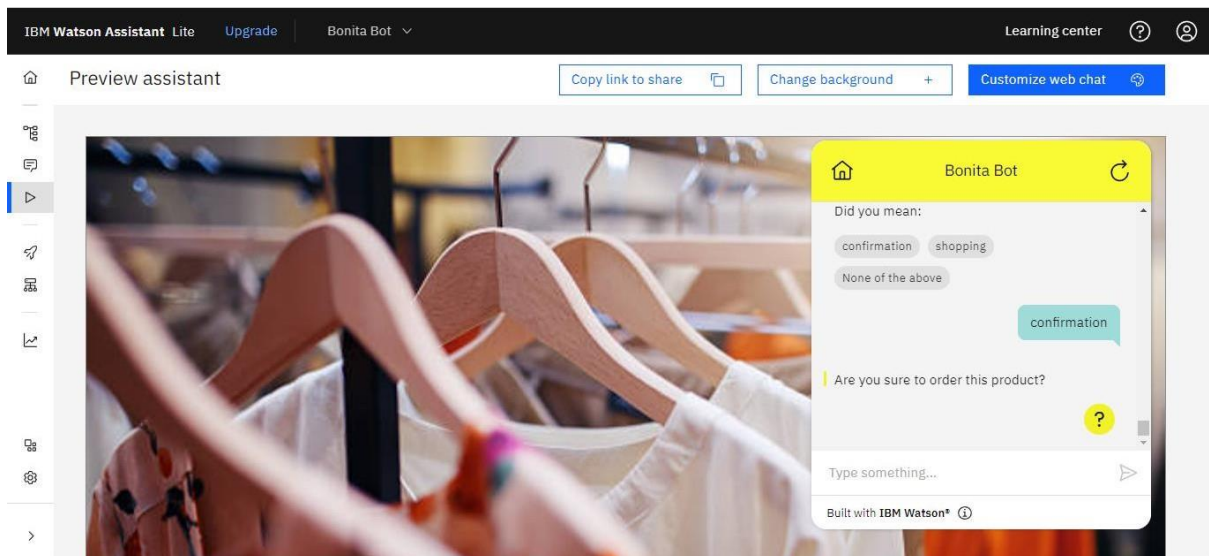 IBM Watson Assistant Lite Upgrade Bonita Bot Learning center
Preview assistant Copy link to share Change background + Customize web chat
Bonita Bot
Did you mean:
confirmation shopping
None of the above
confirmation
Are you sure to order this product?
?
Type something...
Built with IBM Watson®